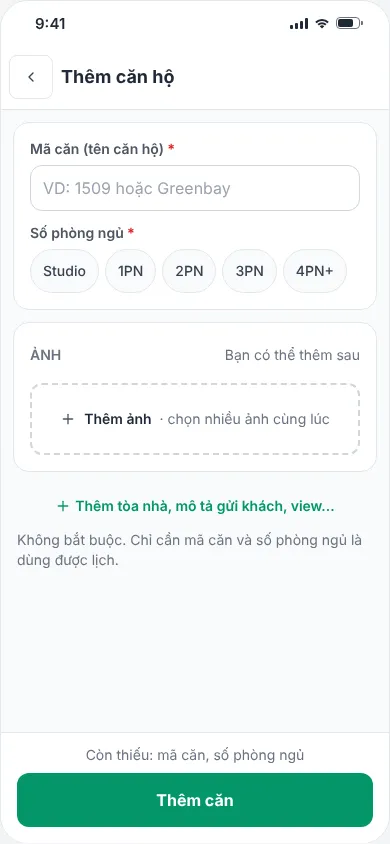 9:41
Thêm căn hộ
Mã căn (tên căn hộ) *
VD: 1509 hoặc Greenbay
Số phòng ngủ *
Studio 1PN 2PN 3PN 4PN+
ẢNH Bạn có thể thêm sau
+ Thêm ảnh · chọn nhiều ảnh cùng lúc
+ Thêm tòa nhà, mô tả gửi khách, view...
Không bắt buộc. Chỉ cần mã căn và số phòng ngủ là
dùng được lịch.
Còn thiếu: mã căn, số phòng ngủ
Thêm căn